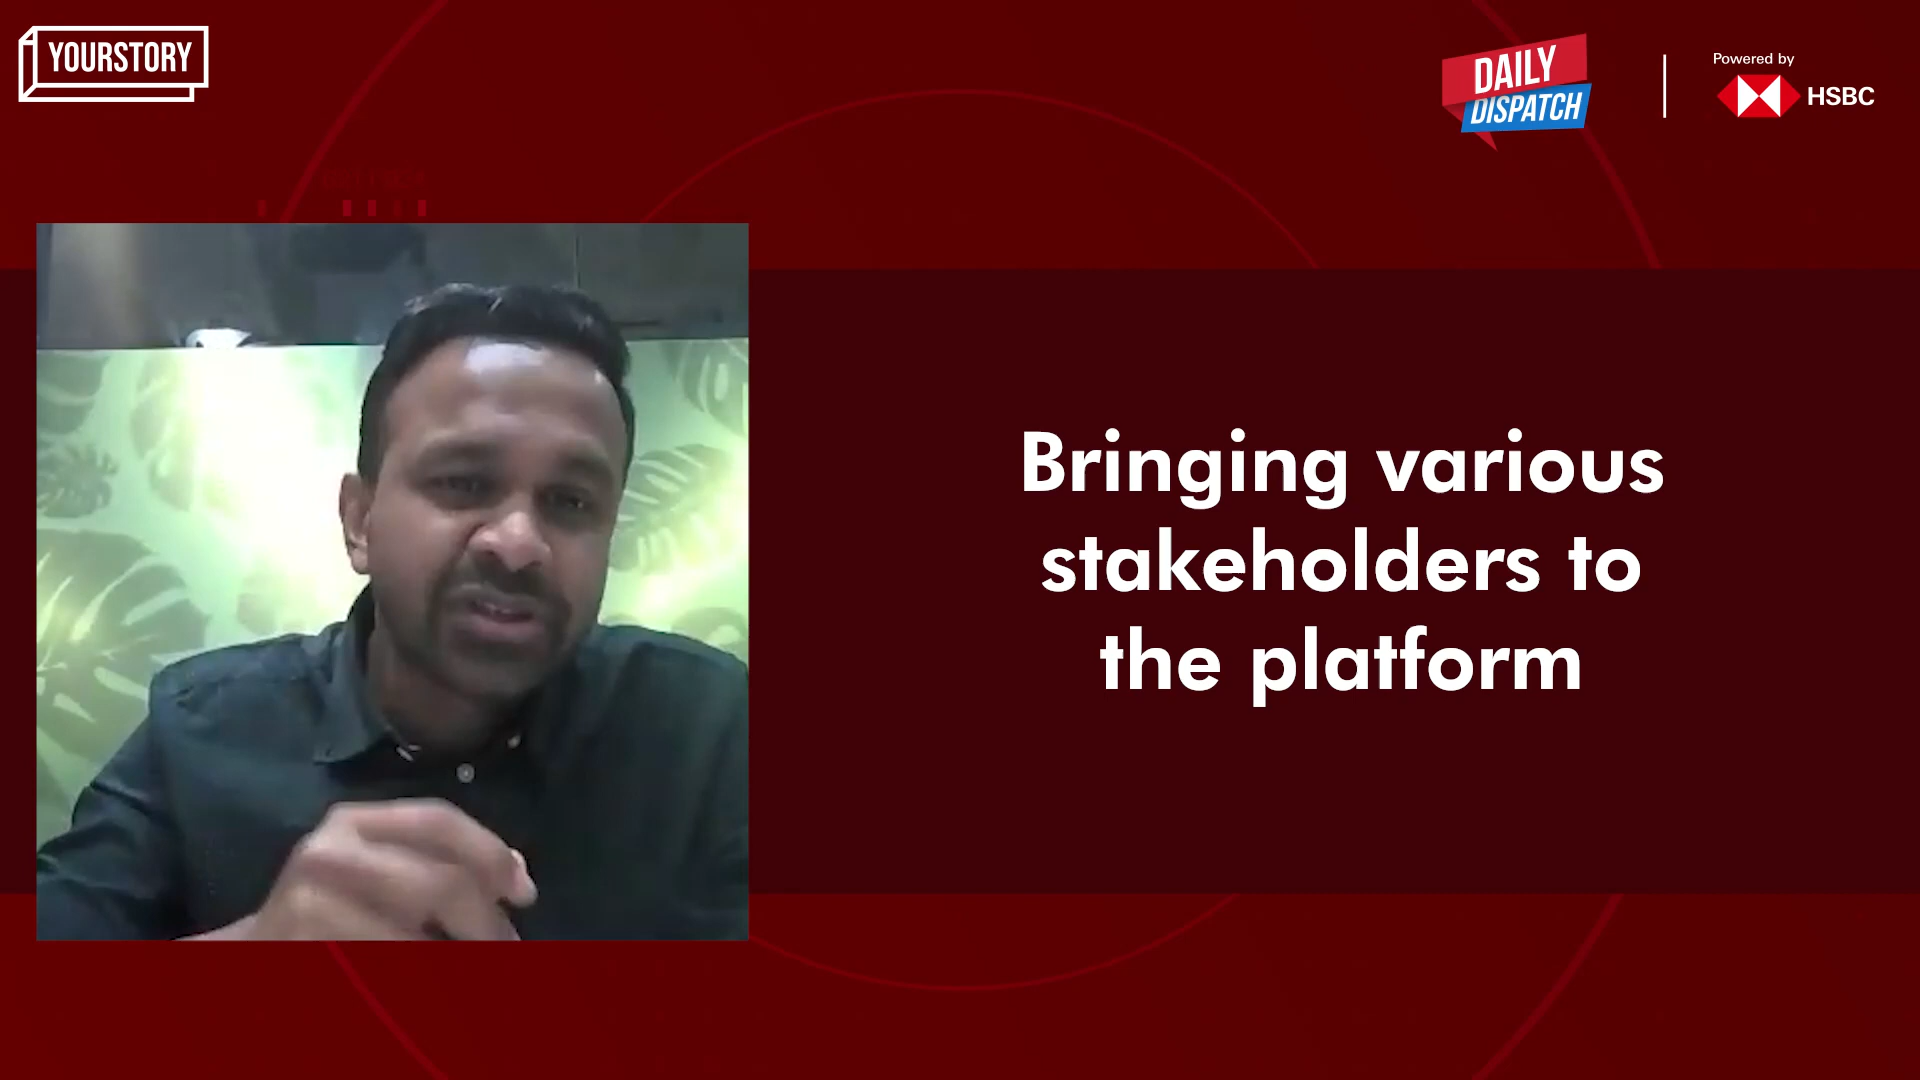 YOURSTORY
DAILY
DISPATCH
Powered by
HSBC
Bringing various
stakeholders to
the platform